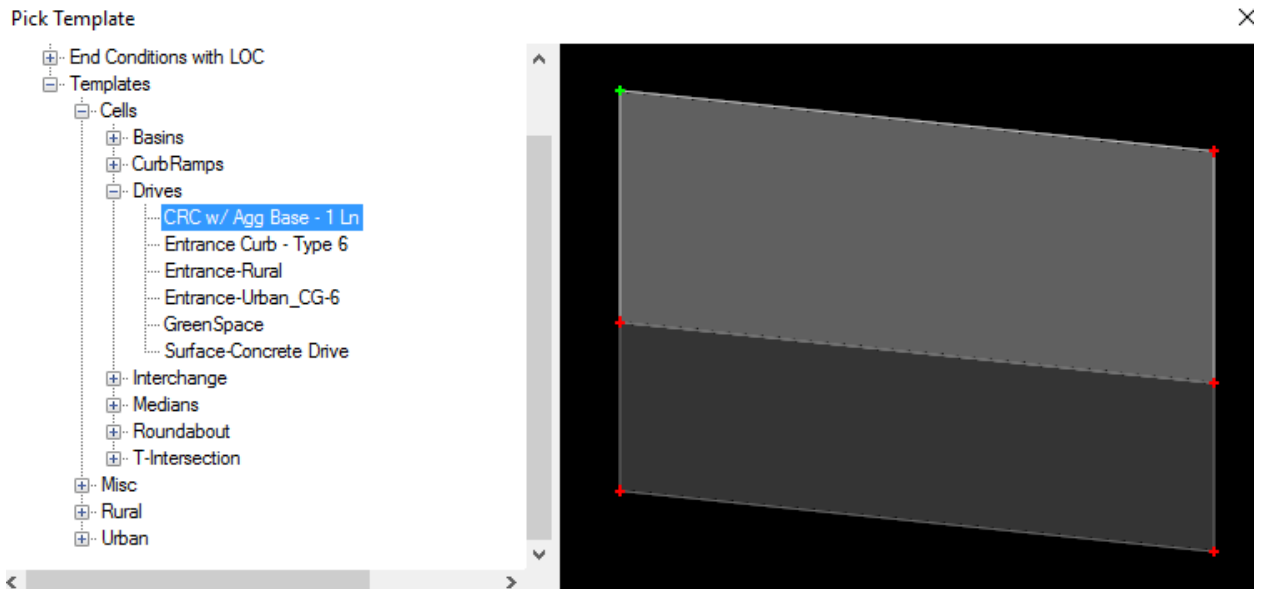 Pick Template
End Conditions with LOC
Templates
Cells
Basins
CurbRamps
Drives
CRC w/ Agg Base - 1 Ln
Entrance Curb - Type 6
Entrance-Rural
Entrance-Urban_CG-6
GreenSpace
Surface-Concrete Drive
Interchange
Medians
Roundabout
T-Intersection
Misc
Rural
Urban